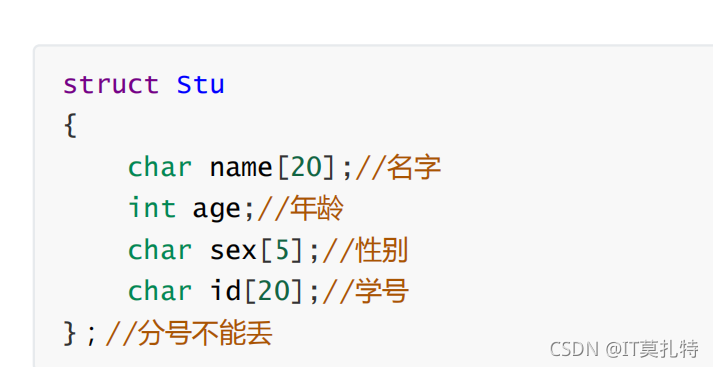 struct Stu
{
    char name[20];//名字
    int age;//年龄
    char sex[5];//性别
    char id[20];//学号
}；//分号不能丢
CSDN @IT莫扎特